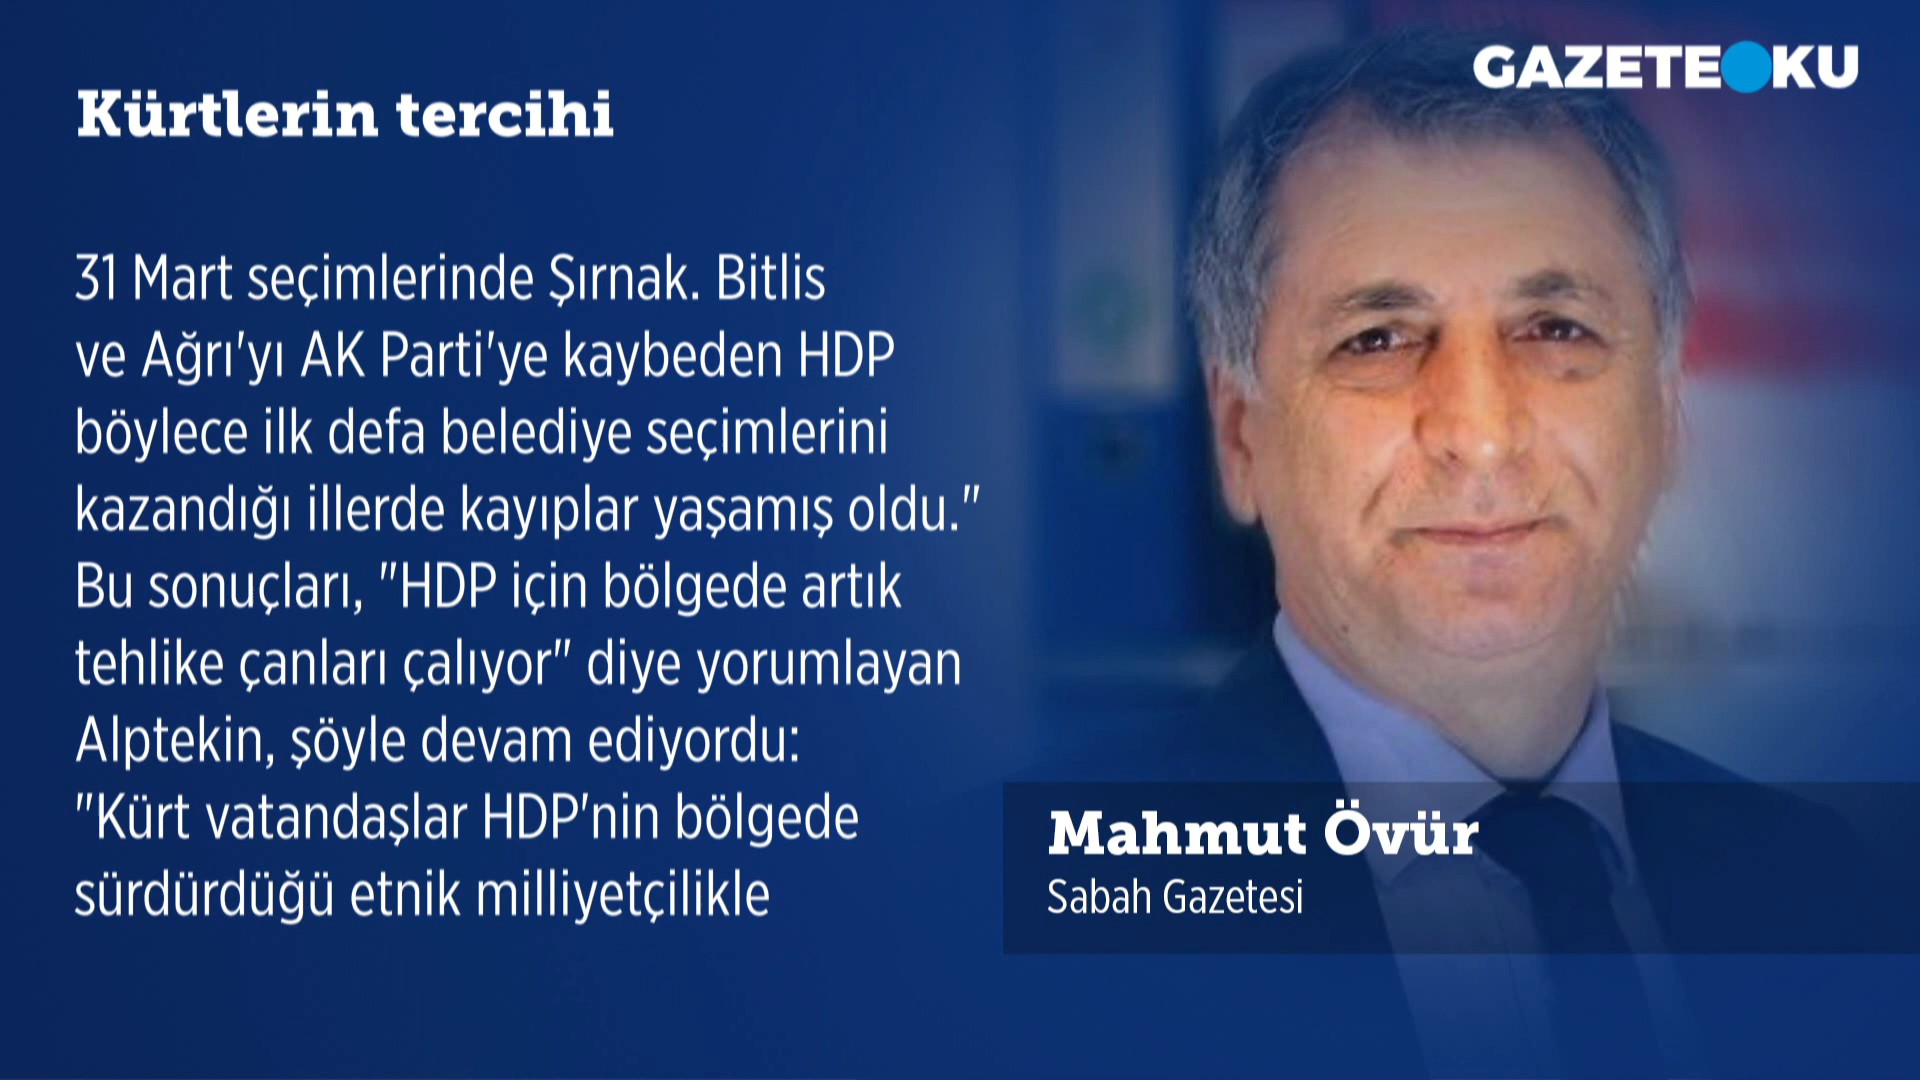 GAZETEOKU
Kürtlerin tercihi
31 Mart seçimlerinde Şırnak. Bitlis
ve Ağrı'yı AK Parti'ye kaybeden HDP
böylece ilk defa belediye seçimlerini
kazandığı illerde kayıplar yaşamış oldu."
Bu sonuçları, "HDP için bölgede artık
tehlike çanları çalıyor" diye yorumlayan
Alptekin, şöyle devam ediyordu:
"Kürt vatandaşlar HDP'nin bölgede
sürdürdüğü etnik milliyetçilikle
Mahmut Övür
Sabah Gazetesi